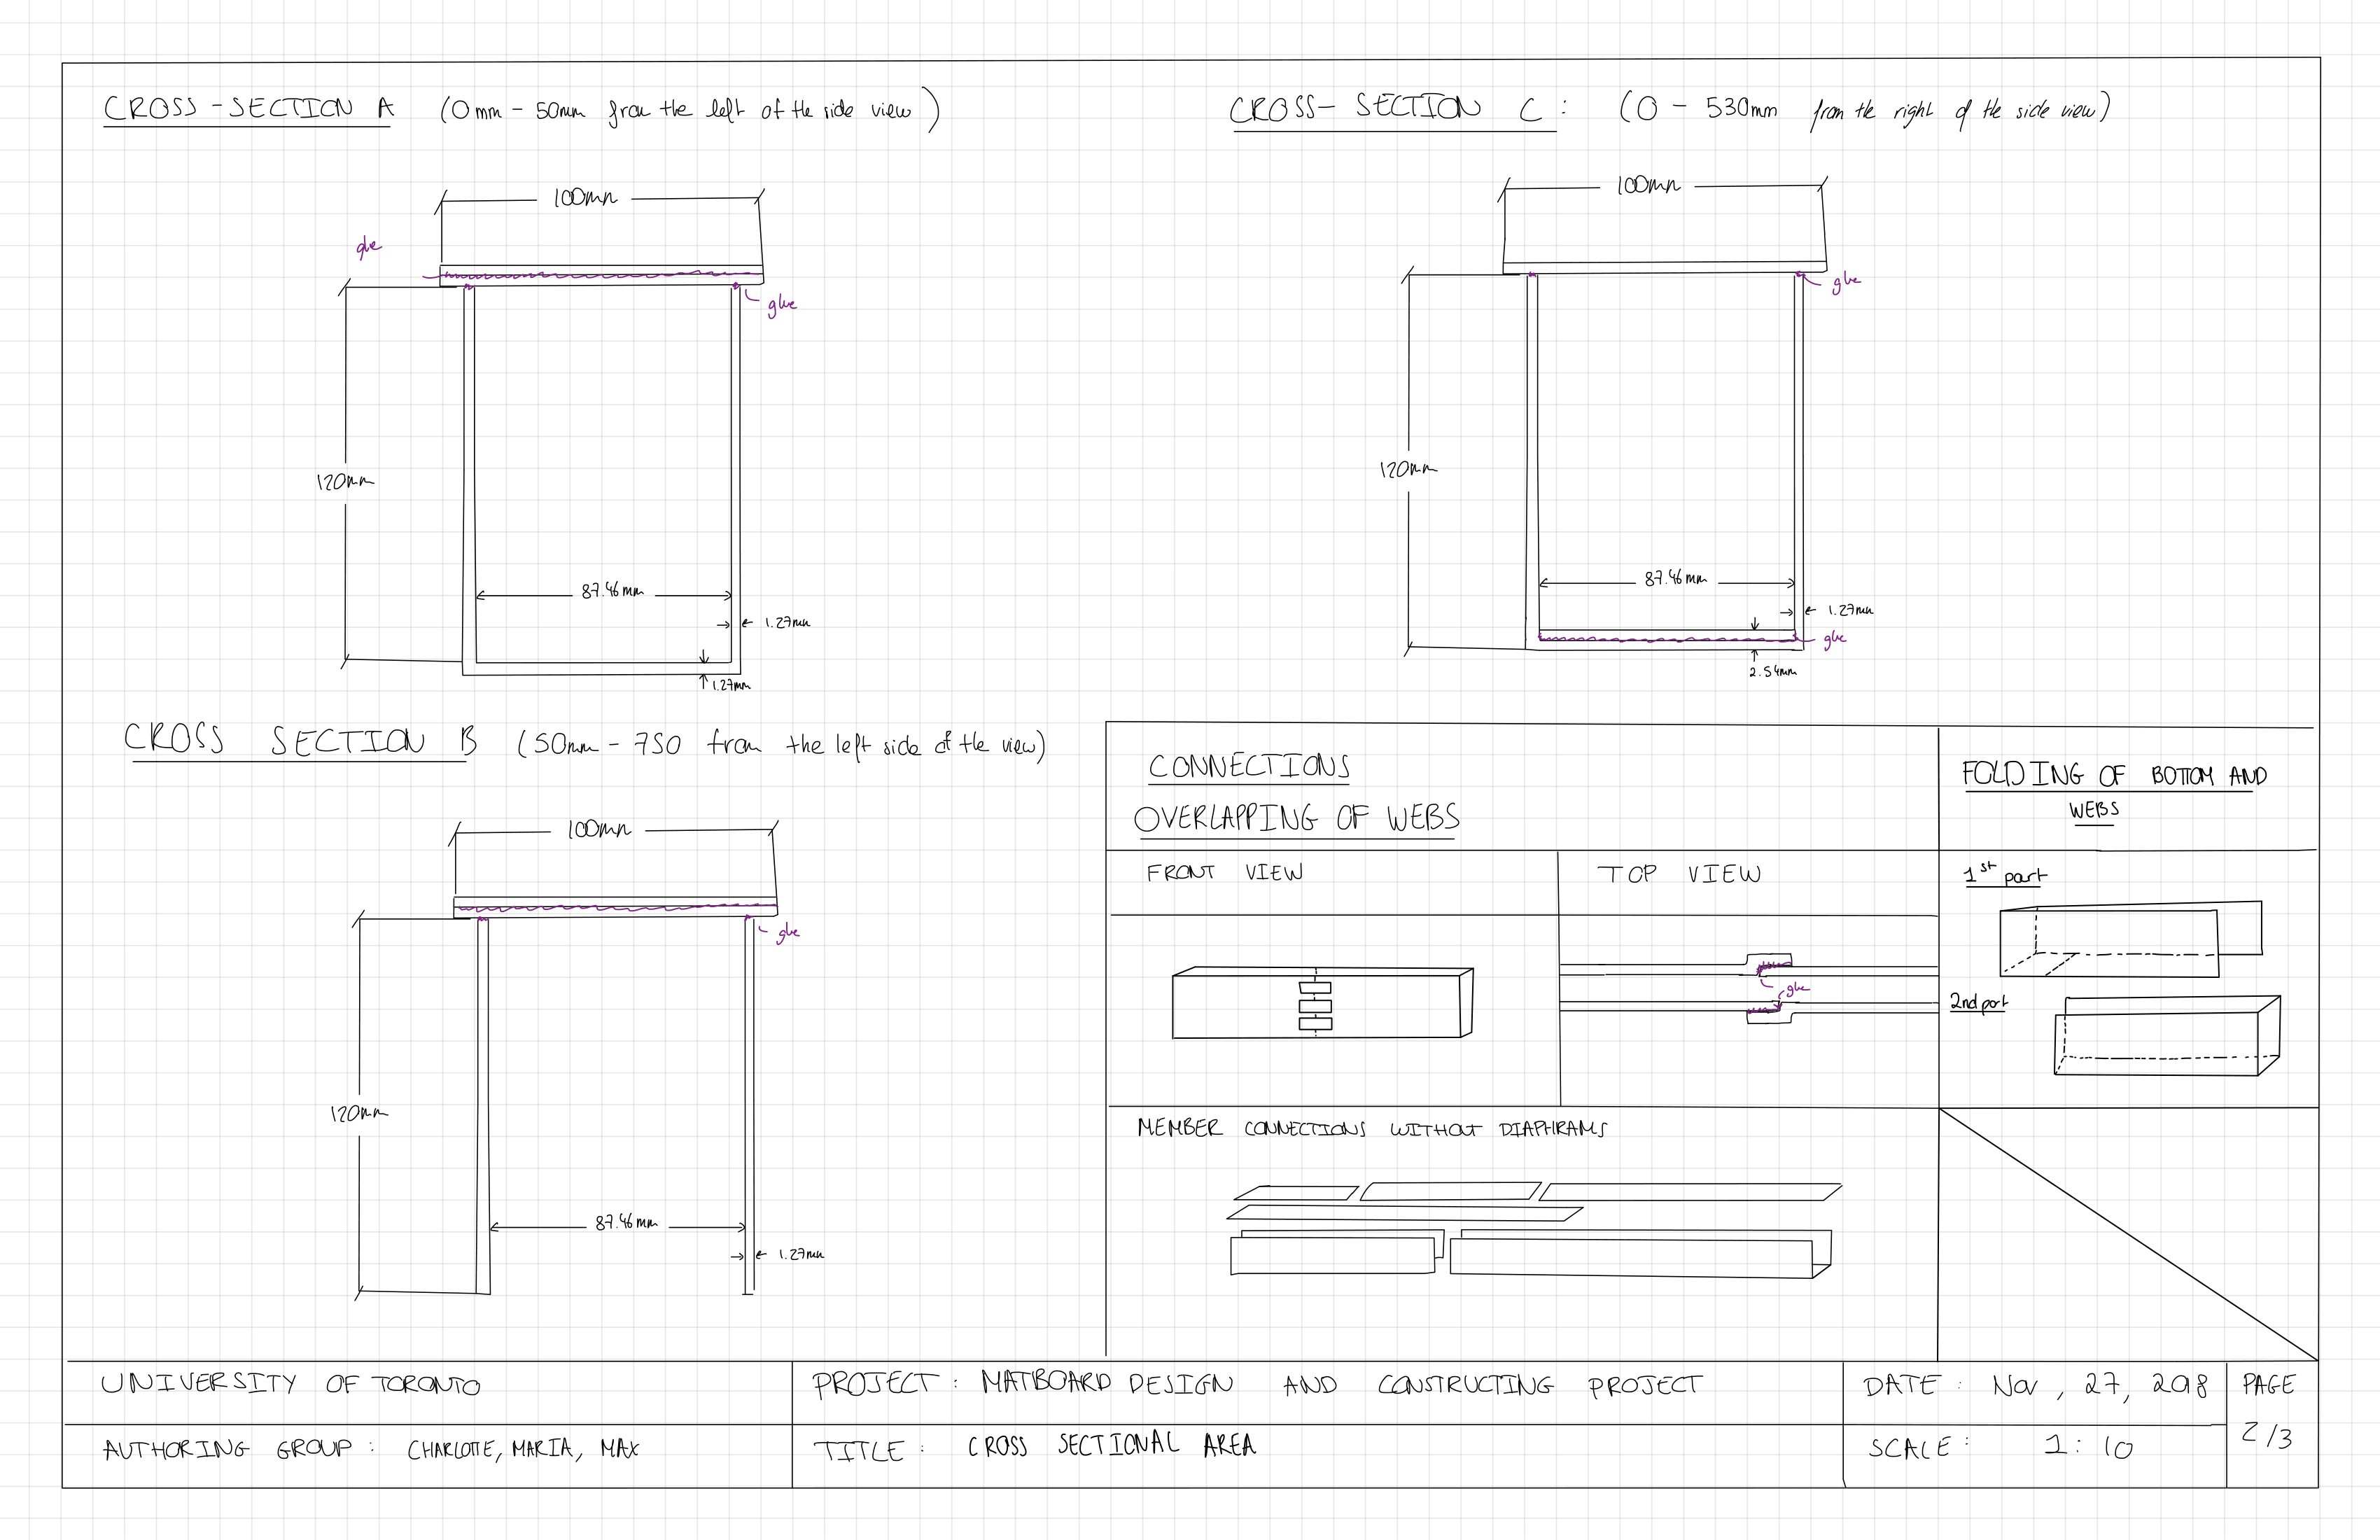 CROSS-SECTION A (0mm - 50mm from the left of the side view)
100mm
glue
glue
120mm
87.46mm
1.27mm
1.27mm
CROSS-SECTION C: (0 - 530mm from the right of the side view)
100mm
glue
120mm
87.46mm
1.27mm
glue
2.54mm
CROSS SECTION B (50mm - 750 from the left side of the view)
100mm
glue
120mm
87.46mm
1.27mm
CONNECTIONS
OVERLAPPING OF WEBS
FRONT VIEW
TOP VIEW
glue
FOLDING OF BOTTOM AND
WEBS
1st part
2nd part
MEMBER CONNECTIONS WITHOUT DIAPHRAMS
UNIVERSITY OF TORONTO
AUTHORING GROUP: CHARLOTTE, MARIA, MAX
PROJECT: MATBOARD DESIGN AND CONSTRUCTING PROJECT
TITLE: CROSS SECTIONAL AREA
DATE: Nov, 27, 2018
SCALE: 1:10
PAGE
2/3